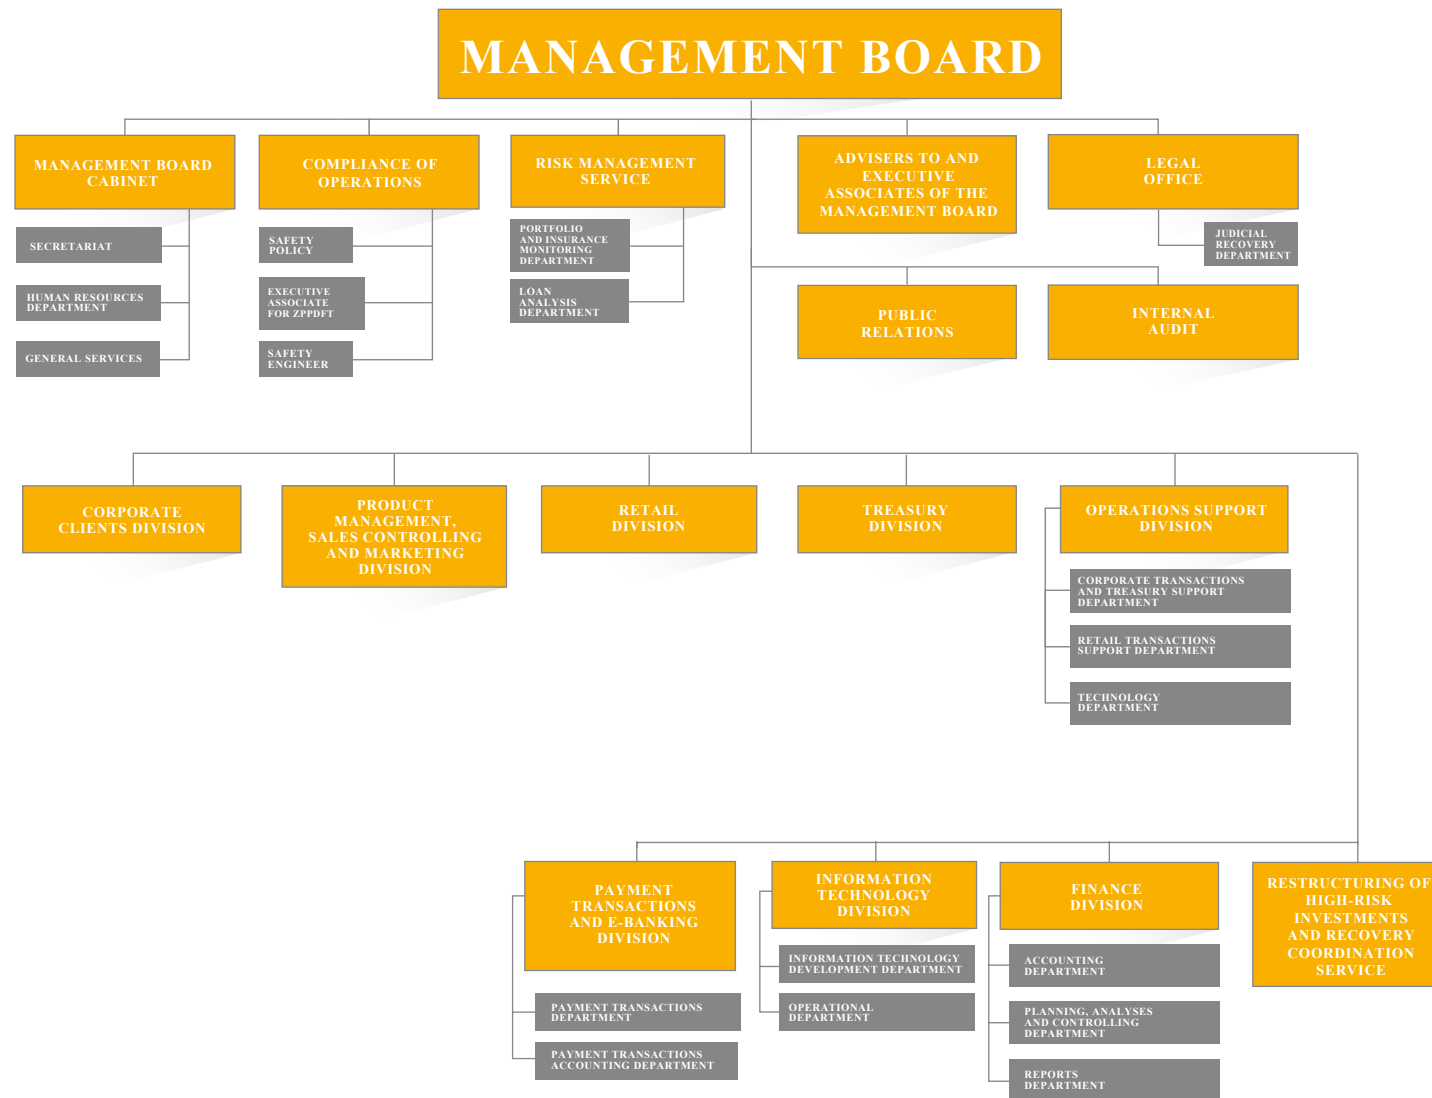 MANAGEMENT BOARD
MANAGEMENT BOARD
CABINET
SECRETARIAT
HUMAN RESOURCES
DEPARTMENT
GENERAL SERVICES
COMPLIANCE OF
OPERATIONS
SAFETY
POLICY
EXECUTIVE
ASSOCIATE
FOR ZPPDFT
SAFETY
ENGINEER
RISK MANAGEMENT
SERVICE
PORTFOLIO
AND INSURANCE
MONITORING
DEPARTMENT
LOAN
ANALYSIS
DEPARTMENT
ADVISERS TO AND
EXECUTIVE
ASSOCIATES OF THE
MANAGEMENT BOARD
LEGAL
OFFICE
JUDICIAL
RECOVERY
DEPARTMENT
PUBLIC
RELATIONS
INTERNAL
AUDIT
CORPORATE
CLIENTS DIVISION
PRODUCT
MANAGEMENT,
SALES CONTROLLING
AND MARKETING
DIVISION
RETAIL
DIVISION
TREASURY
DIVISION
OPERATIONS SUPPORT
DIVISION
CORPORATE TRANSACTIONS
AND TREASURY SUPPORT
DEPARTMENT
RETAIL TRANSACTIONS
SUPPORT DEPARTMENT
TECHNOLOGY
DEPARTMENT
PAYMENT
TRANSACTIONS
AND E-BANKING
DIVISION
PAYMENT TRANSACTIONS
DEPARTMENT
PAYMENT TRANSACTIONS
ACCOUNTING DEPARTMENT
INFORMATION
TECHNOLOGY
DIVISION
INFORMATION TECHNOLOGY
DEVELOPMENT DEPARTMENT
OPERATIONAL
DEPARTMENT
FINANCE
DIVISION
ACCOUNTING
DEPARTMENT
PLANNING, ANALYSES
AND CONTROLLING
DEPARTMENT
REPORTS
DEPARTMENT
RESTRUCTURING OF
HIGH-RISK
INVESTMENTS
AND RECOVERY
COORDINATION
SERVICE